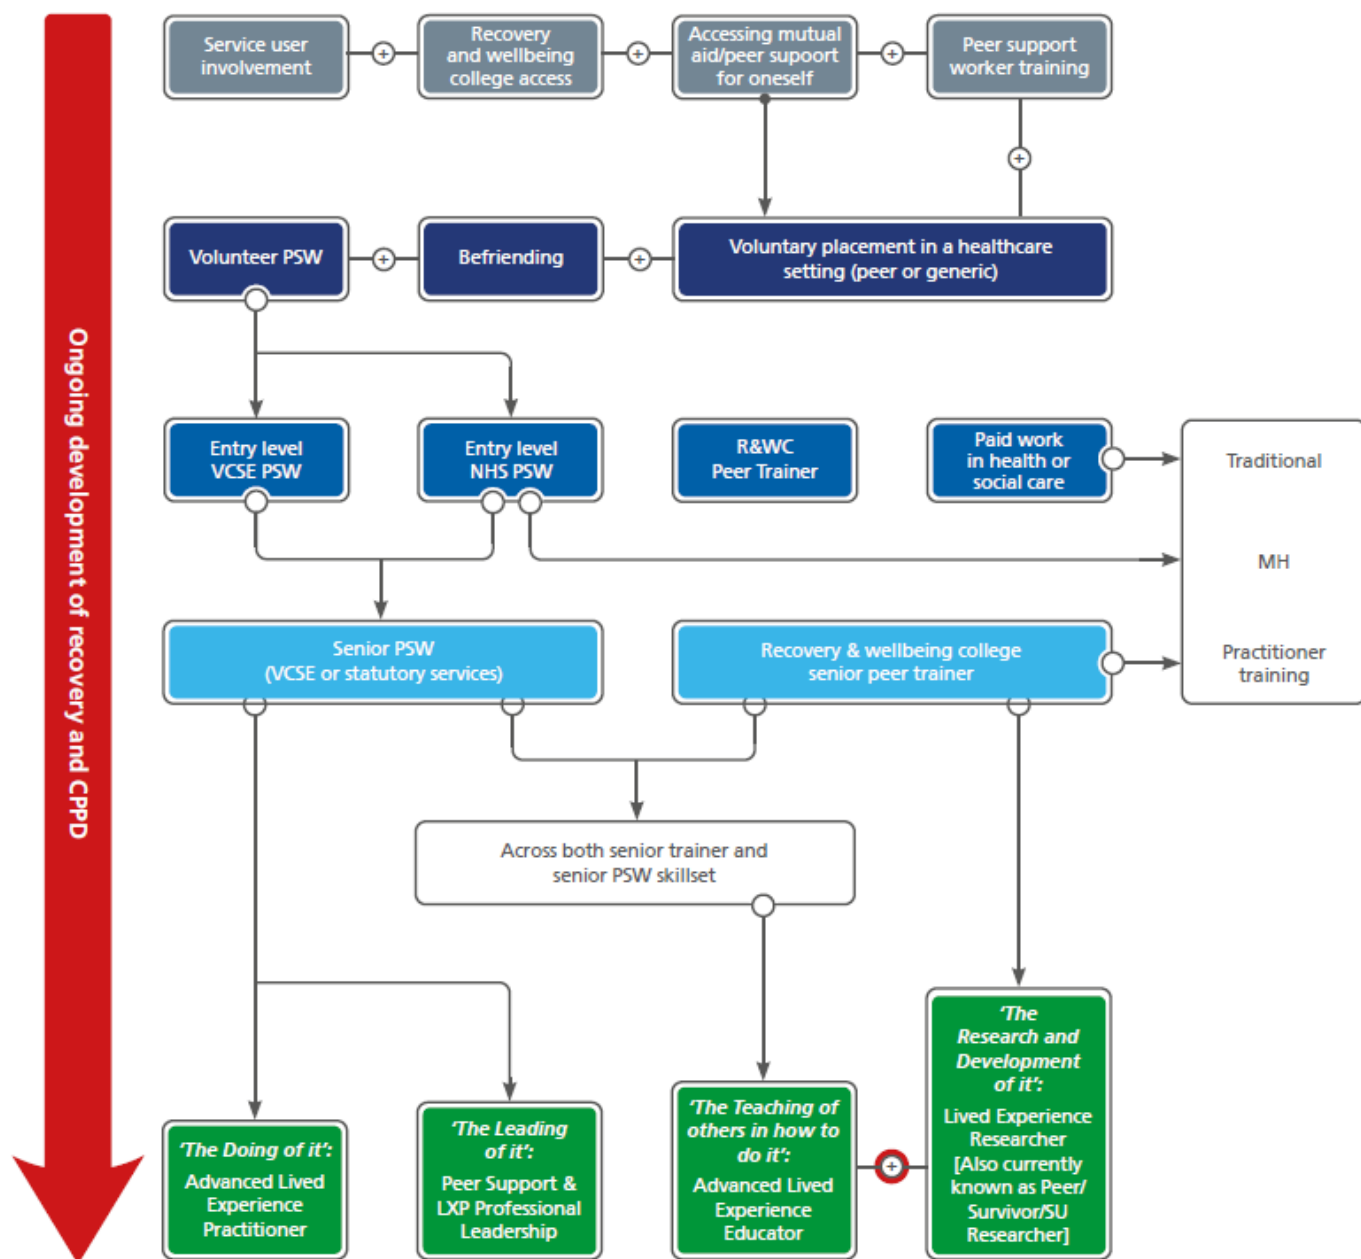 Service user
involvement
Recovery
and wellbeing
college access
Accessing mutual
aid/peer supoort
for oneself
Peer support
worker training
Volunteer PSW
Befriending
Voluntary placement in a healthcare
setting (peer or generic)
Ongoing development of recovery and CPPD
Entry level
VCSE PSW
Entry level
NHS PSW
R&WC
Peer Trainer
Paid work
in health or
social care
Traditional
MH
Practitioner
training
Senior PSW
(VCSE or statutory services)
Recovery & wellbeing college
senior peer trainer
Across both senior trainer and
senior PSW skillset
‘The Doing of it’:
Advanced Lived
Experience
Practitioner
‘The Leading
of it’:
Peer Support &
LXP Professional
Leadership
‘The Teaching of
others in how to
do it’:
Advanced Lived
Experience
Educator
‘The
Research and
Development
of it’:
Lived Experience
Researcher
[Also currently
known as Peer/
Survivor/SU
Researcher]